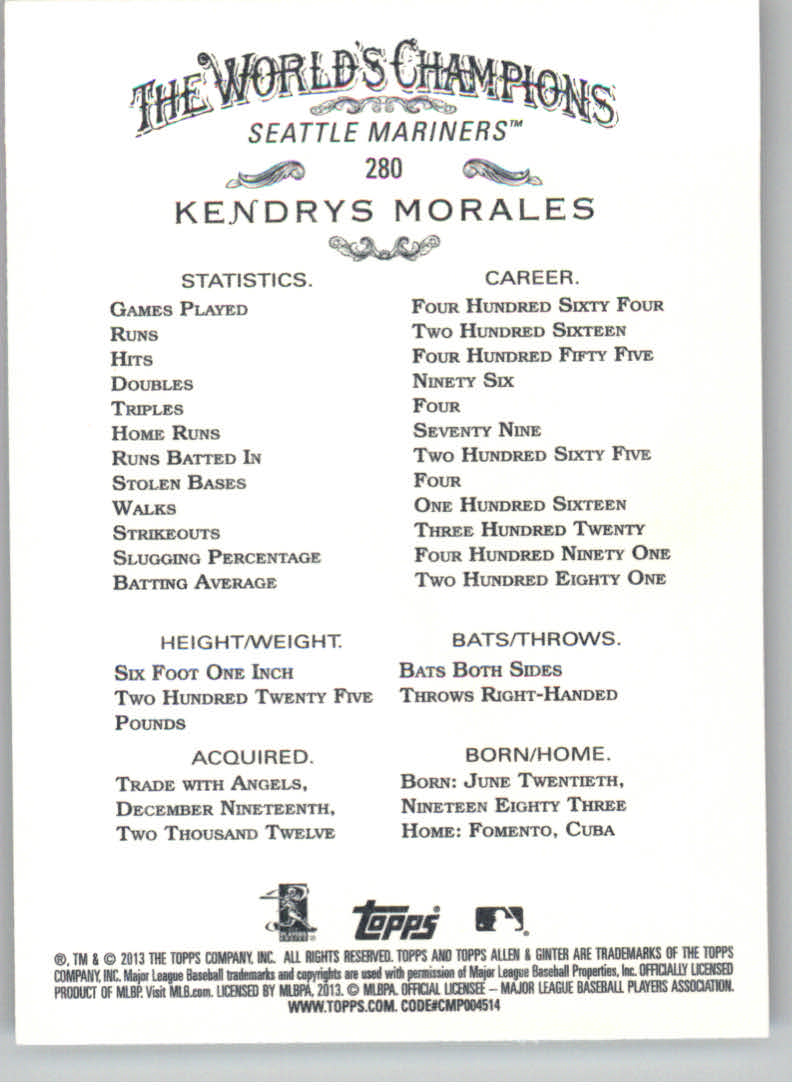 THE WORLD'S CHAMPIONS
SEATTLE MARINERS™
280
KENDRYS MORALES
STATISTICS. CAREER.
GAMES PLAYED FOUR HUNDRED SIXTY FOUR
RUNS TWO HUNDRED SIXTEEN
HITS FOUR HUNDRED FIFTY FIVE
DOUBLES NINETY SIX
TRIPLES FOUR
HOME RUNS SEVENTY NINE
RUNS BATTED IN TWO HUNDRED SIXTY FIVE
STOLEN BASES FOUR
WALKS ONE HUNDRED SIXTEEN
STRIKEOUTS THREE HUNDRED TWENTY
SLUGGING PERCENTAGE FOUR HUNDRED NINETY ONE
BATTING AVERAGE TWO HUNDRED EIGHTY ONE
HEIGHT/WEIGHT.
SIX FOOT ONE INCH
TWO HUNDRED TWENTY FIVE
POUNDS
BATS/THROWS.
BATS BOTH SIDES
THROWS RIGHT-HANDED
ACQUIRED.
TRADE WITH ANGELS,
DECEMBER NINETEENTH,
TWO THOUSAND TWELVE
BORN/HOME.
BORN: JUNE TWENTIETH,
NINETEEN EIGHTY THREE
HOME: FOMENTO, CUBA
topps®
®, TM & © 2013 THE TOPPS COMPANY, INC. ALL RIGHTS RESERVED. TOPPS AND TOPPS ALLEN & GINTER ARE TRADEMARKS OF THE TOPPS
COMPANY, INC. Major League Baseball trademarks and copyrights are used with permission of Major League Baseball Properties, Inc. OFFICIALLY LICENSED
PRODUCT OF MLBP. Visit MLB.com. LICENSED BY MLBPA, 2013. © MLBPA. OFFICIAL LICENSEE – MAJOR LEAGUE BASEBALL PLAYERS ASSOCIATION.
WWW.TOPPS.COM. CODE#CMP004514